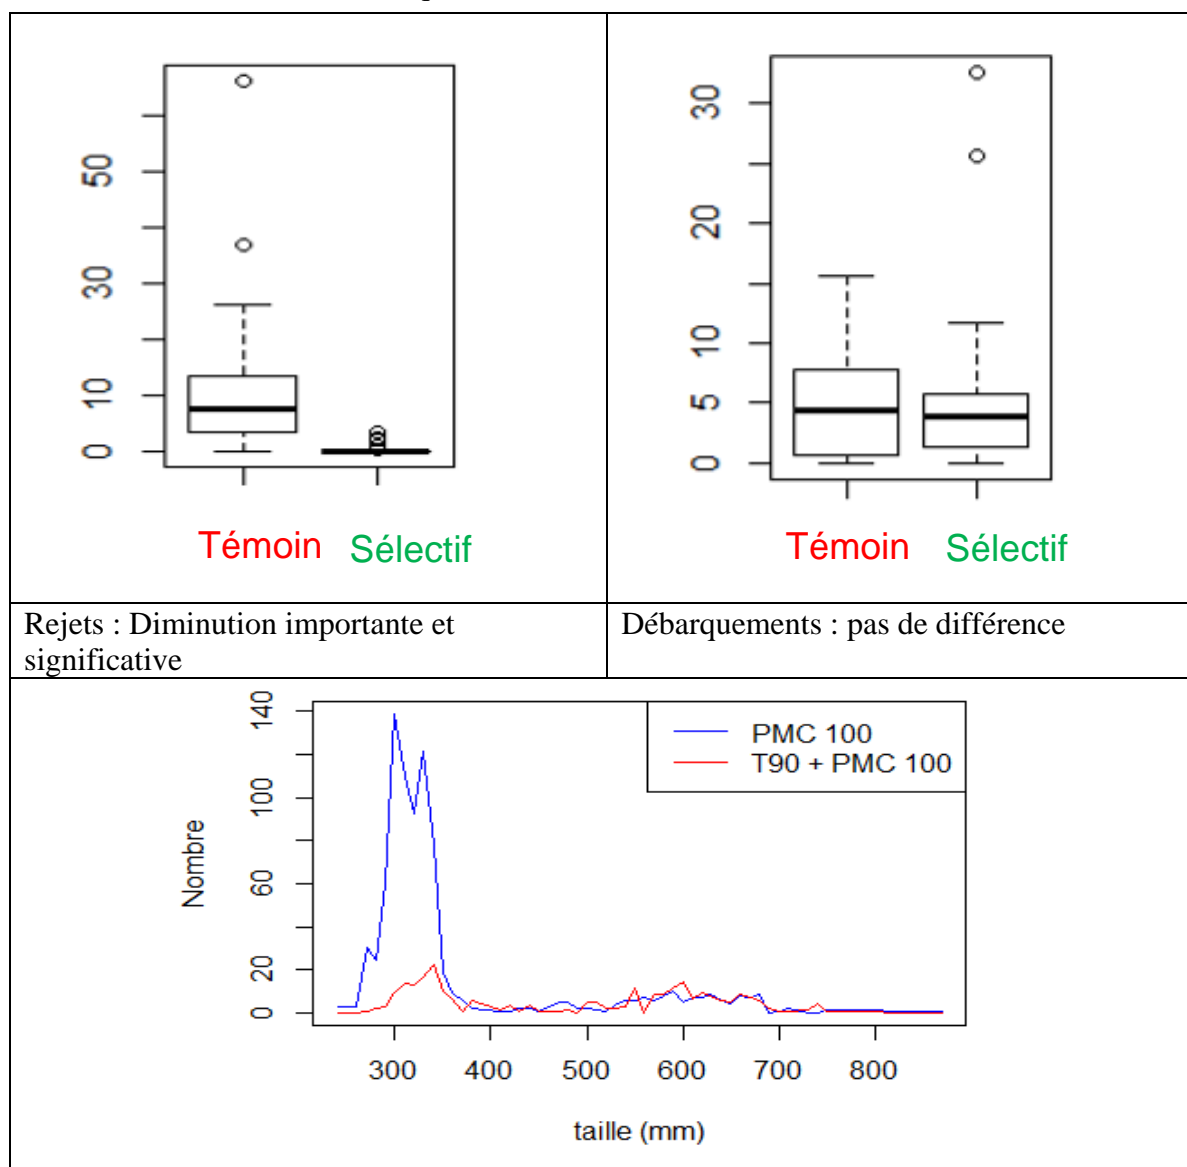 50
30
10
0
Témoin Sélectif
30
20
10
5
0
Témoin Sélectif
Rejets : Diminution importante et
significative
Débarquements : pas de différence
140
100
60
20
0
Nombre
PMC 100
T90 + PMC 100
300 400 500 600 700 800
taille (mm)